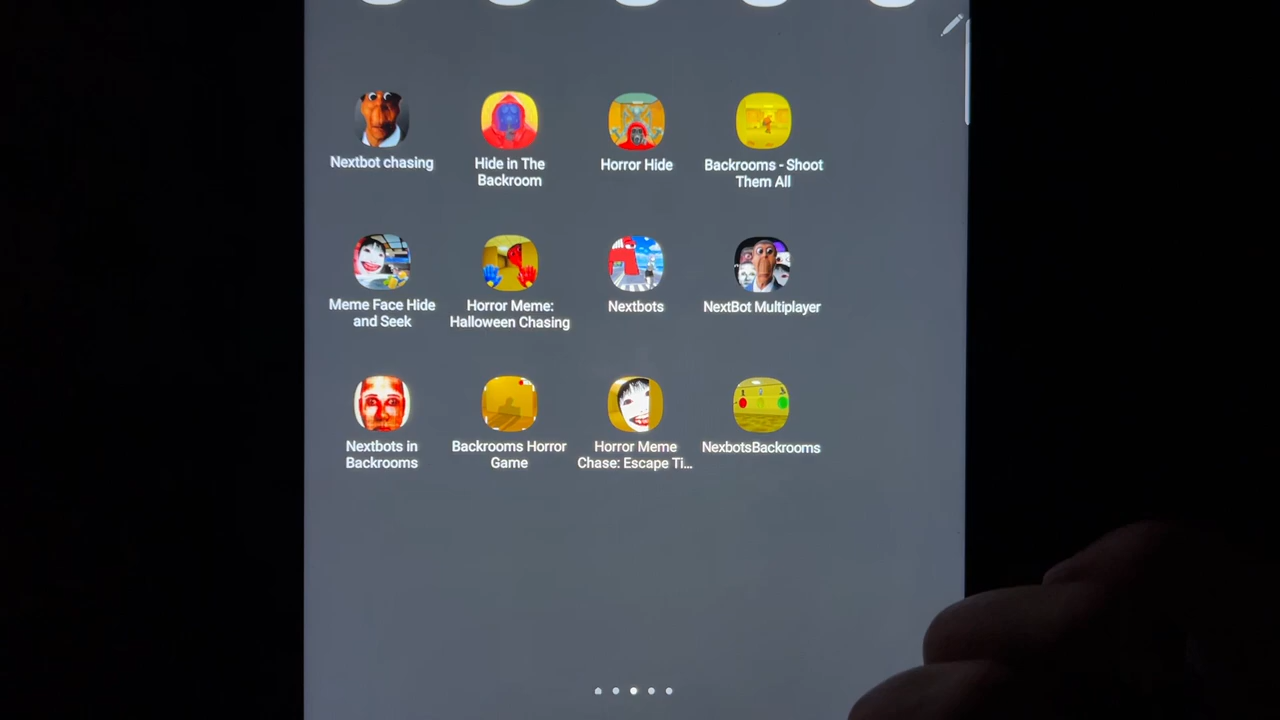 Nextbot chasing
Hide in The
Backroom
Horror Hide
Backrooms - Shoot
Them All
Meme Face Hide
and Seek
Horror Meme:
Halloween Chasing
Nextbots
NextBot Multiplayer
Nextbots in
Backrooms
Backrooms Horror
Game
Horror Meme
Chase: Escape Ti...
NexbotsBackrooms